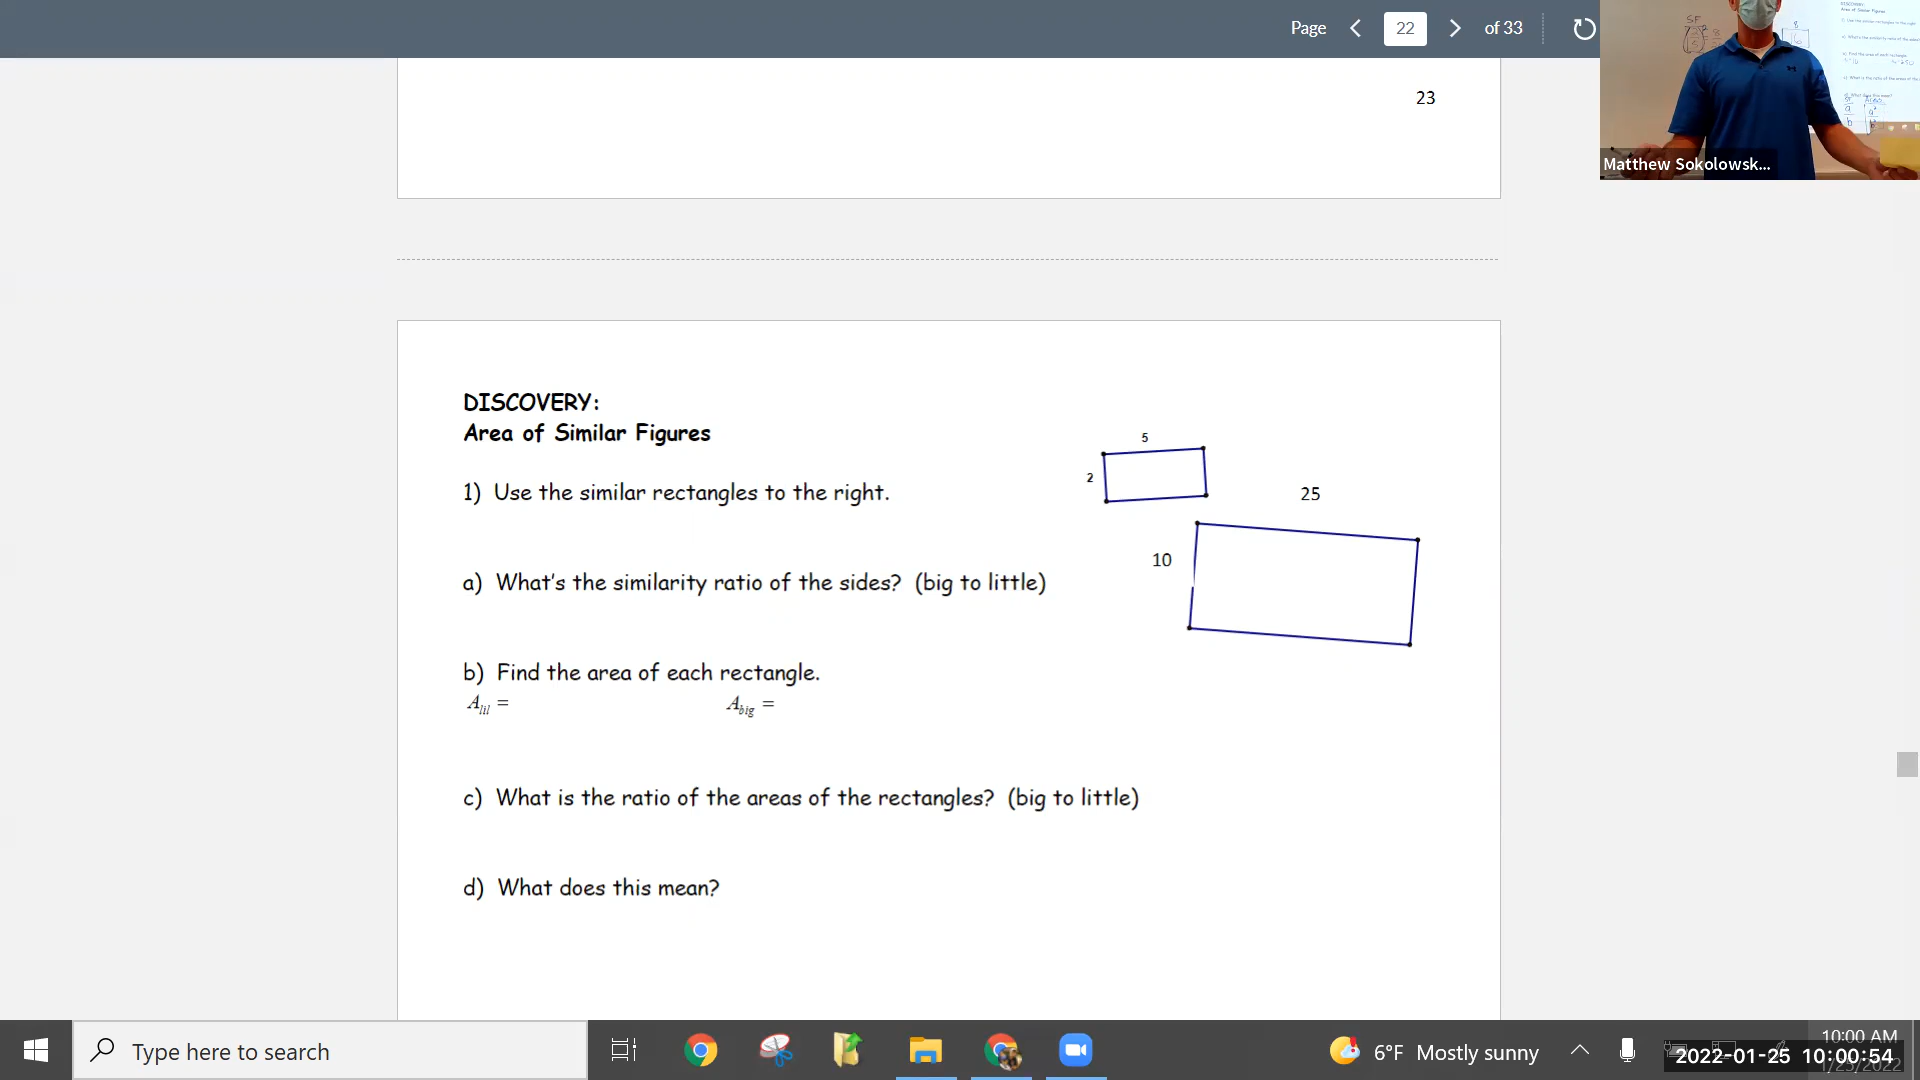 Page 22 of 33
23
DISCOVERY:
Area of Similar Figures
1) Use the similar rectangles to the right.
5
2
25
10
a) What's the similarity ratio of the sides? (big to little)
b) Find the area of each rectangle.
A_lil = A_big =
c) What is the ratio of the areas of the rectangles? (big to little)
d) What does this mean?
Matthew Sokolowsk...
Type here to search
6°F Mostly sunny
10:00 AM
2022-01-25 10:00:54